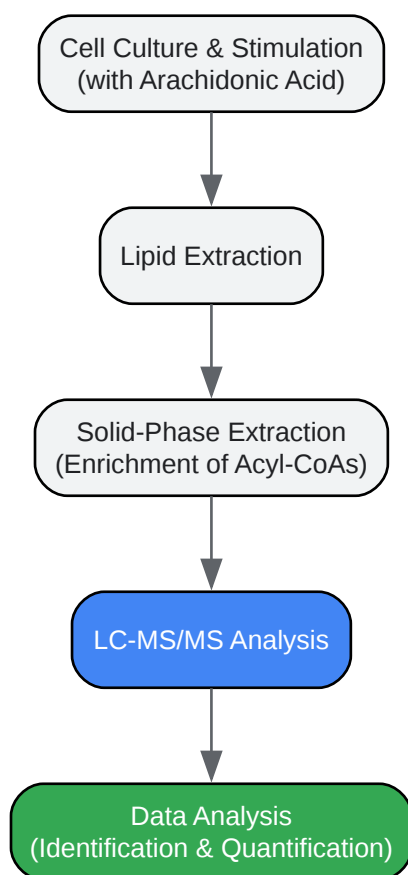 Cell Culture & Stimulation
(with Arachidonic Acid)
Lipid Extraction
Solid-Phase Extraction
(Enrichment of Acyl-CoAs)
LC-MS/MS Analysis
Data Analysis
(Identification & Quantification)